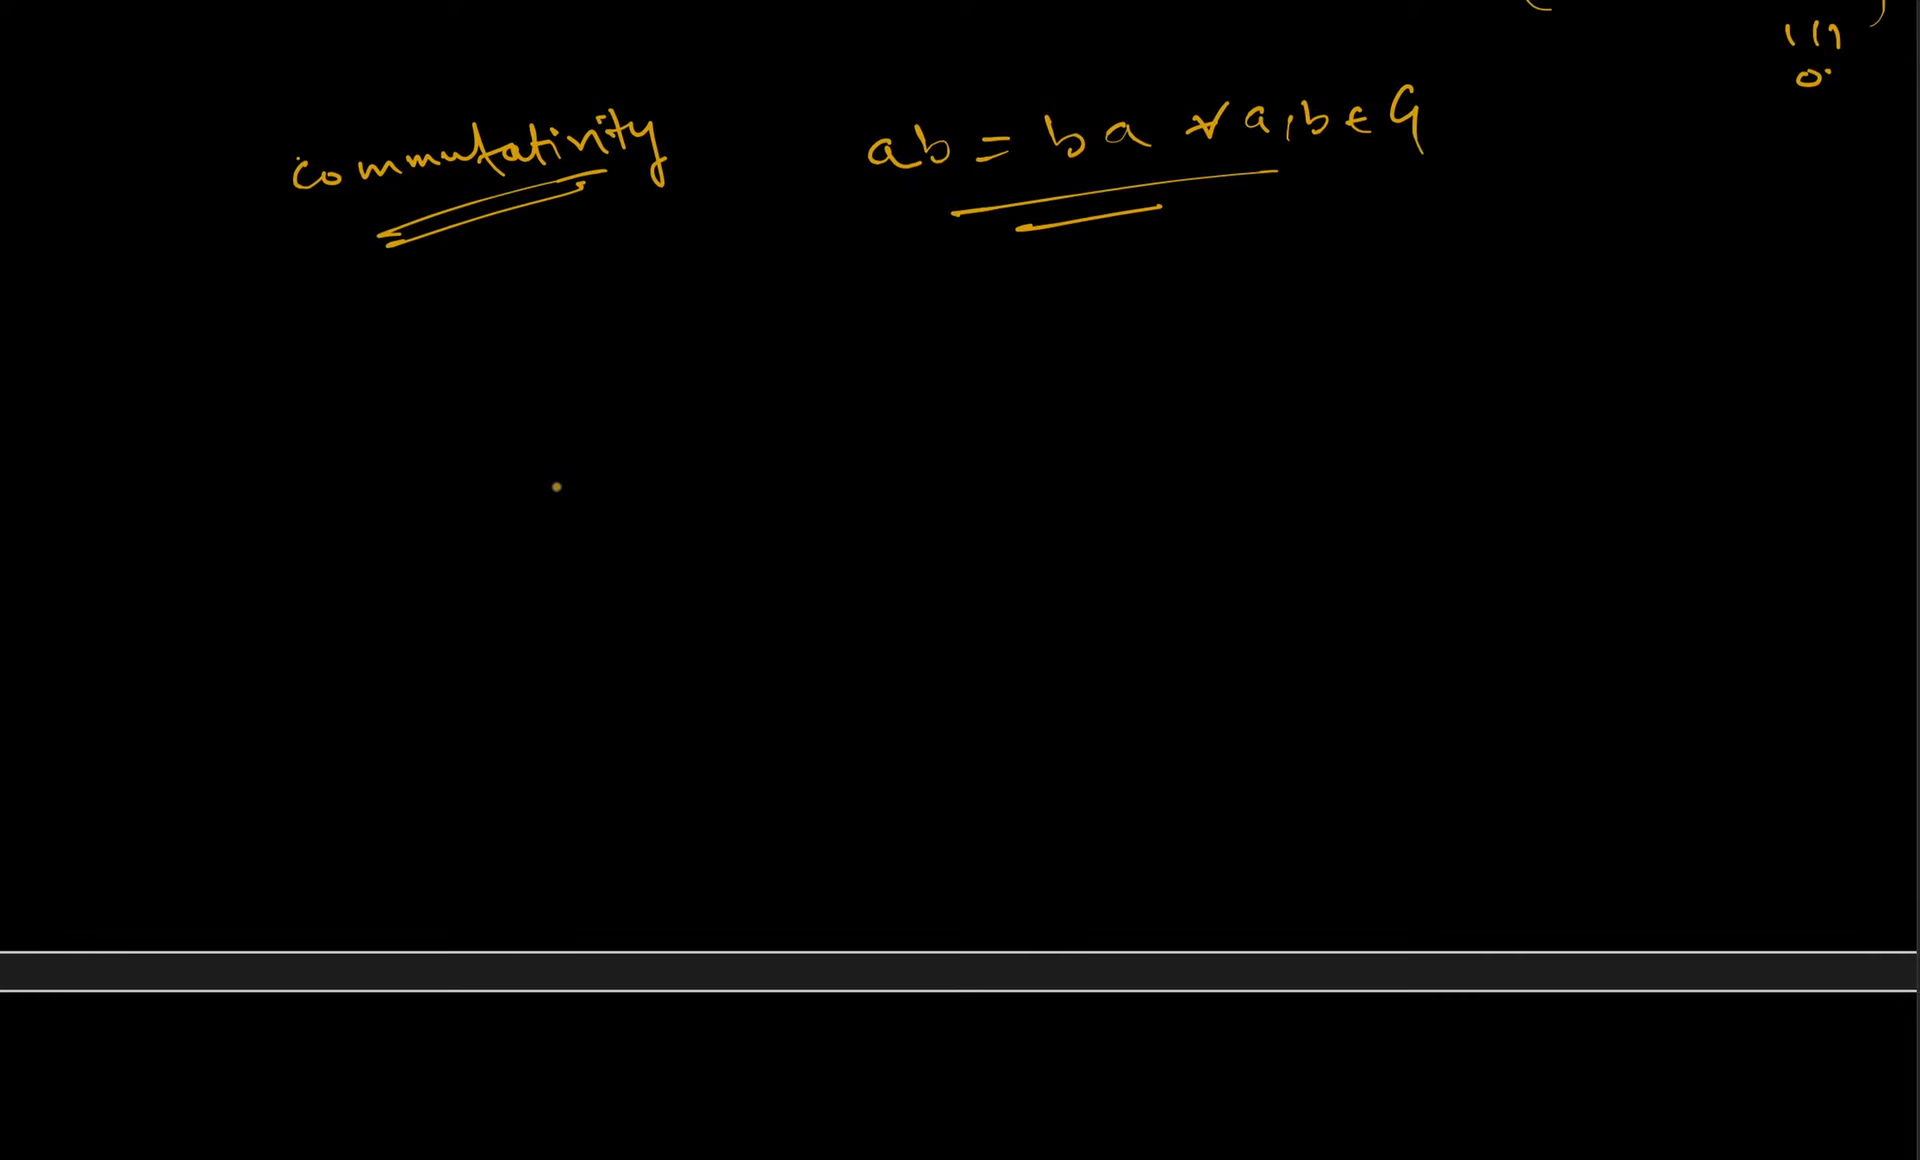 commutativity ab = ba ∀ a, b ∈ G